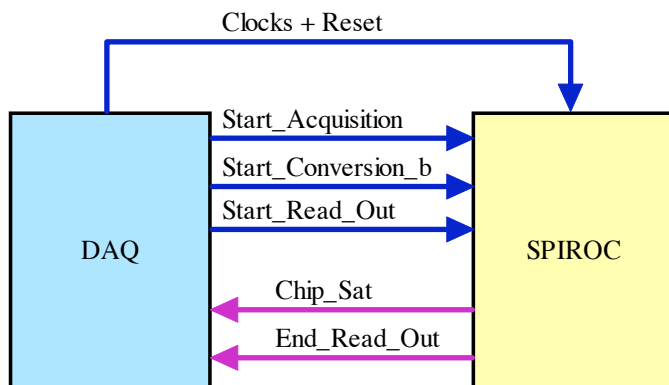 Clocks + Reset
Start_Acquisition
Start_Conversion_b
Start_Read_Out
DAQ
SPIROC
Chip_Sat
End_Read_Out